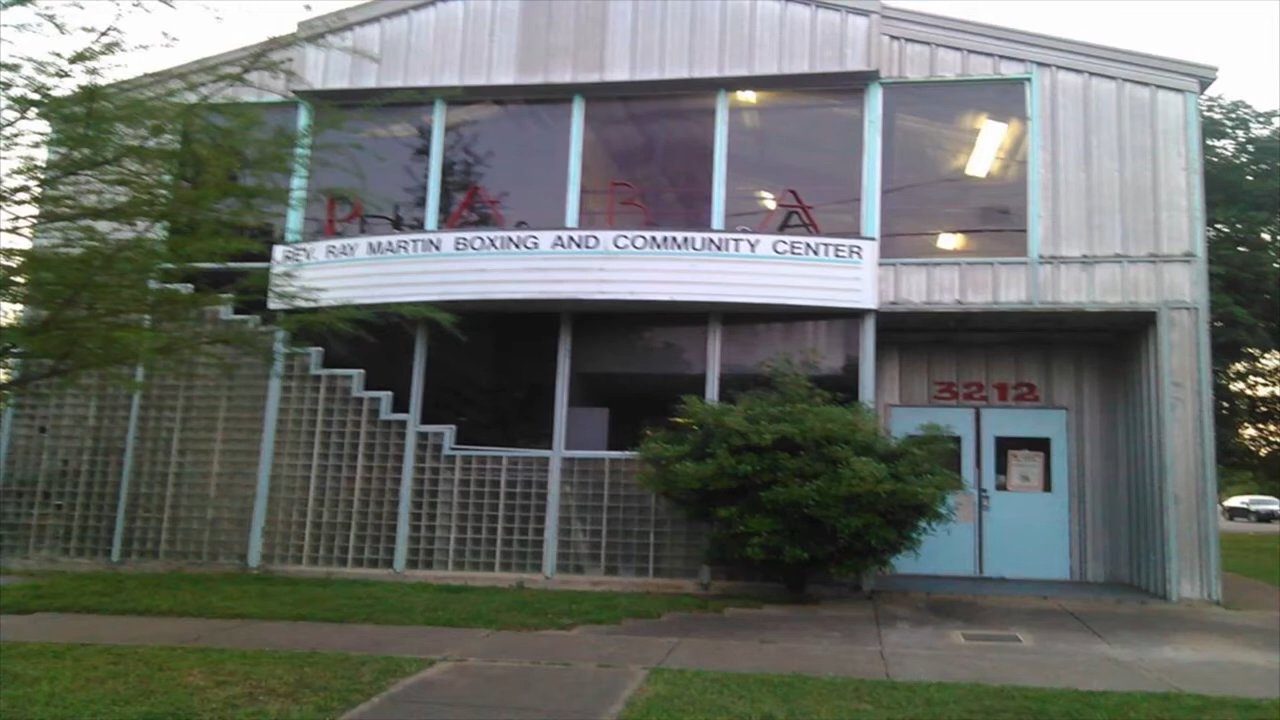 P. A. B. A
REV. RAY MARTIN BOXING AND COMMUNITY CENTER
3212